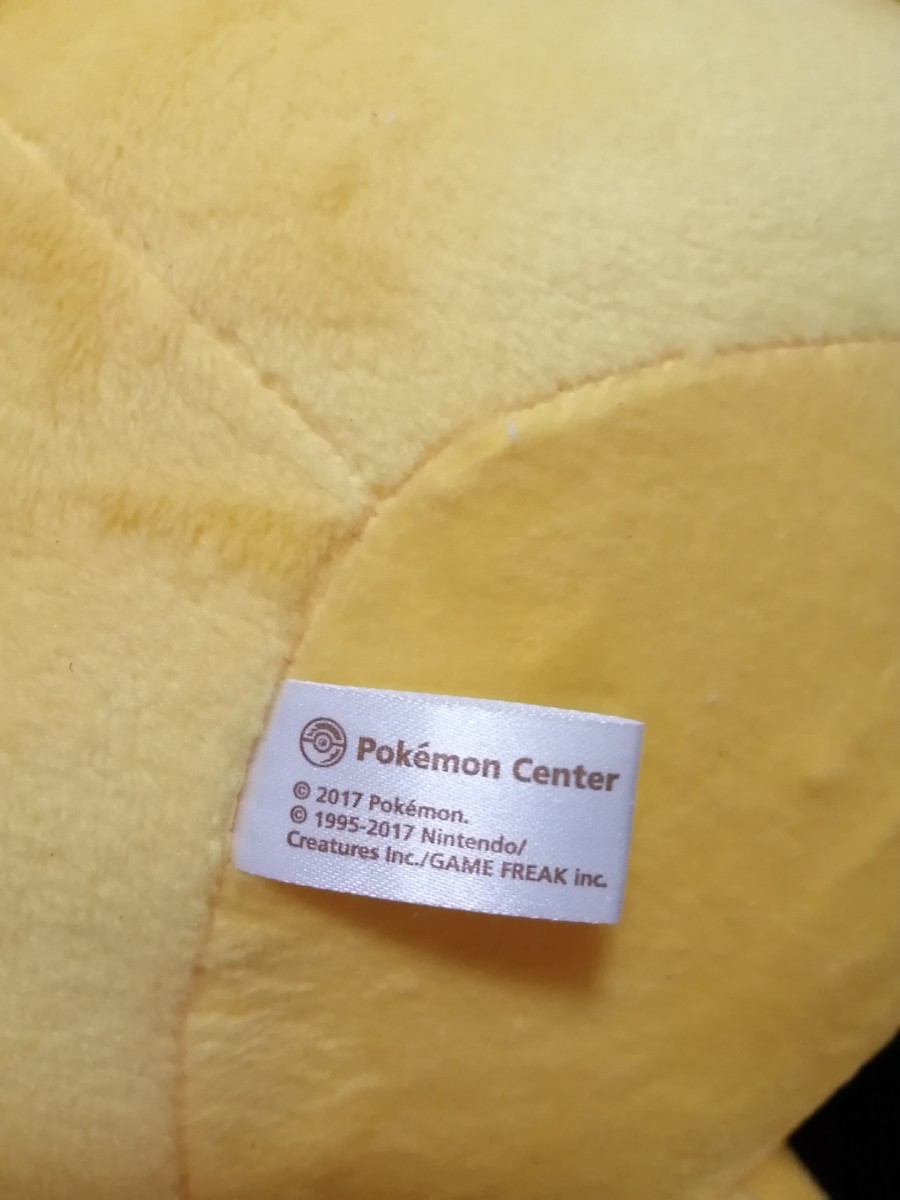 Pokémon Center
© 2017 Pokémon.
© 1995-2017 Nintendo/
Creatures Inc./GAME FREAK inc.